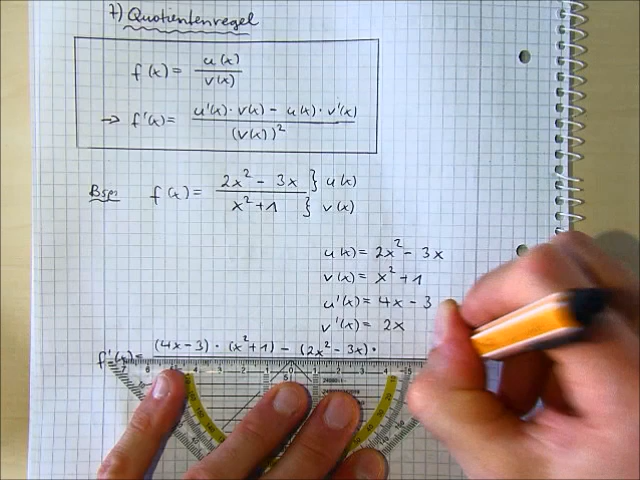 7) Quotientenregel
f(x) = u(x) / v(x)
→ f'(x) = u'(x) · v(x) - u(x) · v'(x) / (v(x))²
Bsp: f(x) = 2x² - 3x } u(x)
x² + 1 } v(x)
u(x) = 2x² - 3x
v(x) = x² + 1
u'(x) = 4x - 3
v'(x) = 2x
f'(x) = (4x-3) · (x²+1) - (2x² - 3x) ·